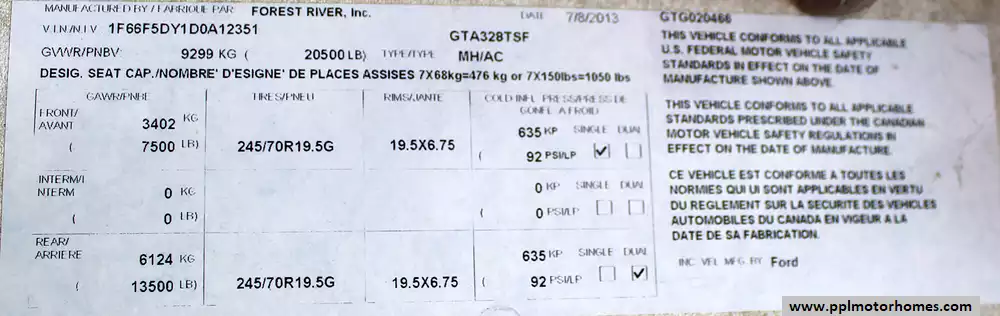 MANUFACTURED BY / FABRIQUE PAR: FOREST RIVER, Inc. DATE 7/8/2013 GTG020466
V.I.N/N.I.V 1F66F5DY1D0A12351 GTA328TSF
GVWR/PNBV: 9299 KG ( 20500 LB) TYPE/TYPE MH/AC
DESIG. SEAT CAP./NOMBRE' D'ESIGNE' DE PLACES ASSISES 7X68kg=476 kg or 7X150lbs=1050 lbs
GAWR/PNBE TIRES/PNEU RIMS/JANTE COLD INFL PRESS/PRESS DE GONFL A FROID
FRONT/ AVANT 3402 KG 635 KP SINGLE DUAL
( 7500 LB) 245/70R19.5G 19.5X6.75 ( 92 PSI/LP
INTERM/I NTERM 0 KG 0 KP SINGLE DUAL
( 0 LB) ( 0 PSI/LP
REAR/ ARRIERE 6124 KG 635 KP SINGLE DUAL
( 13500 LB) 245/70R19.5G 19.5X6.75 ( 92 PSI/LP
THIS VEHICLE CONFORMS TO ALL APPLICABLE
U.S. FEDERAL MOTOR VEHICLE SAFETY
STANDARDS IN EFFECT ON THE DATE OF
MANUFACTURE SHOWN ABOVE.
THIS VEHICLE CONFORMS TO ALL APPLICABLE
STANDARDS PRESCRIBED UNDER THE CANADIAN
MOTOR VEHICLE SAFETY REGULATIONS IN
EFFECT ON THE DATE OF MANUFACTURE.
CE VEHICLE EST CONFORME A TOUTES LES
NORMIES QUI UI SONT APPLICABLES EN VERTU
DU REGLEMENT SUR LA SECURITE DES VEHICLES
AUTOMOBILES DU CANADA EN VIGEUR A LA
DATE DE SA FABRICATION.
INC. VEL MFG BY Ford
www.pplmotorhomes.com